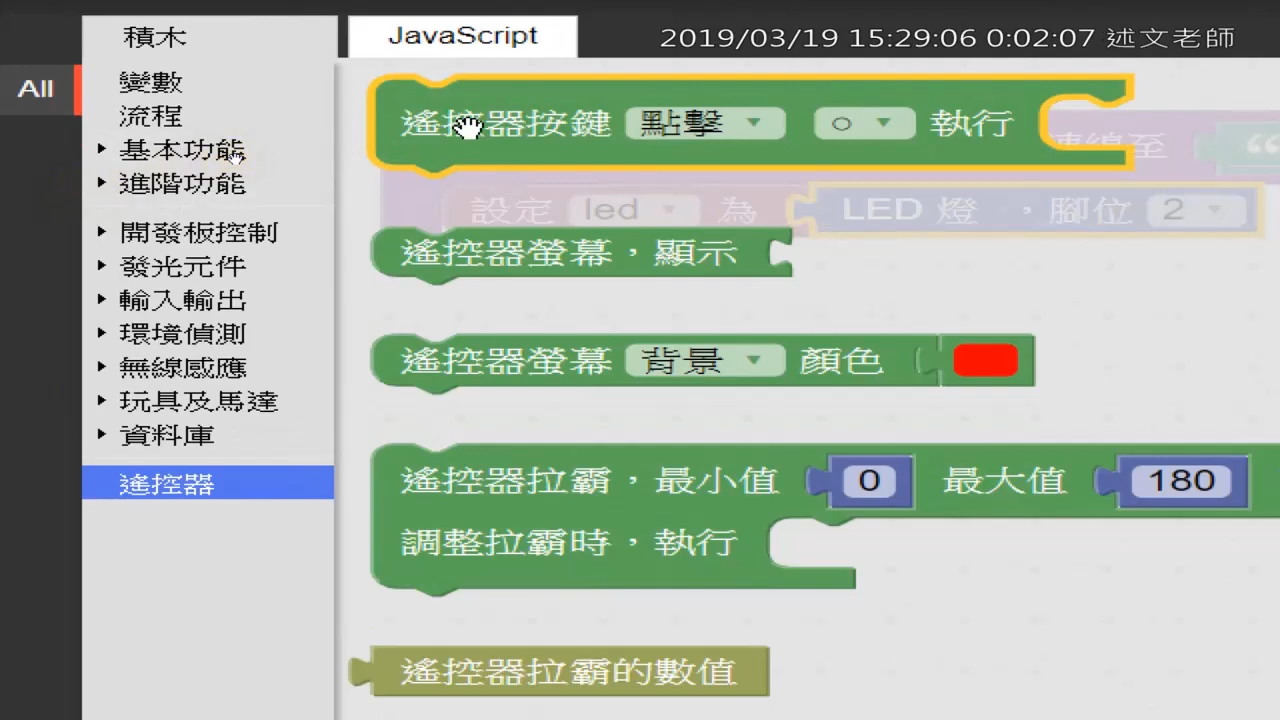 積木
JavaScript
2019/03/19 15:29:06 0:02:07 述文老師
All
變數
流程
基本功能
進階功能
開發板控制
發光元件
輸入輸出
環境偵測
無線感應
玩具及馬達
資料庫
遙控器
遙控器按鍵 點擊 ○ 執行
連線至 “
設定 led 為 LED 燈 ,腳位 2
遙控器螢幕,顯示
遙控器螢幕 背景 顏色
遙控器拉霸,最小值 0 最大值 180
調整拉霸時,執行
遙控器拉霸的數值